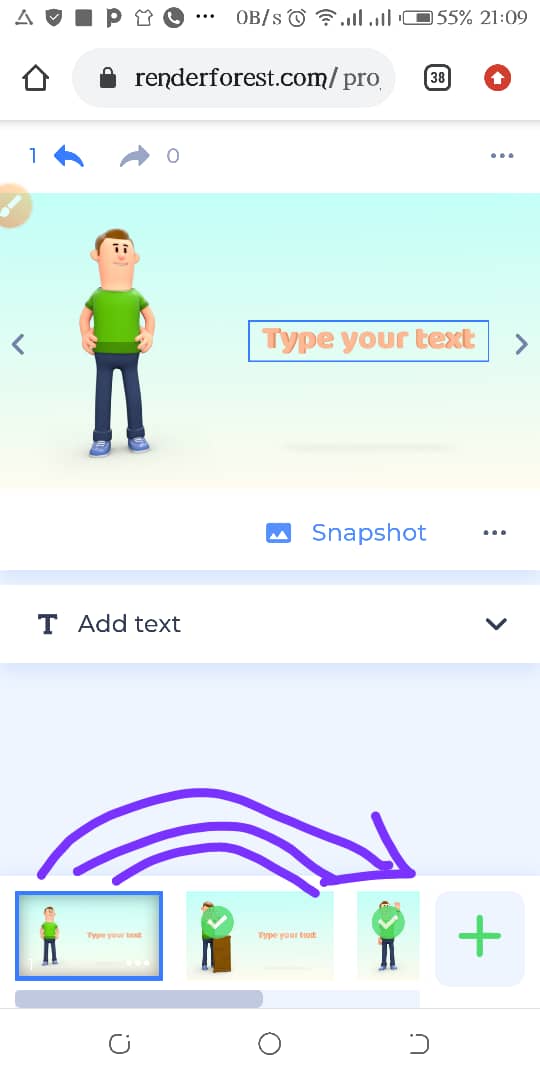 0B/s 55% 21:09
renderforest.com/pro 38
1 0
Type your text
Snapshot
T Add text
Type your text Type your text
1